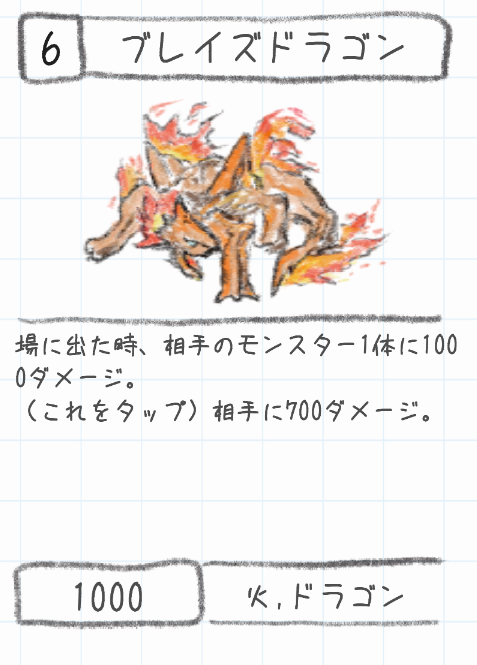 6 ブレイズドラゴン
場に出た時、相手のモンスター1体に100
0ダメージ。
（これをタップ）相手に700ダメージ。
1000 火,ドラゴン